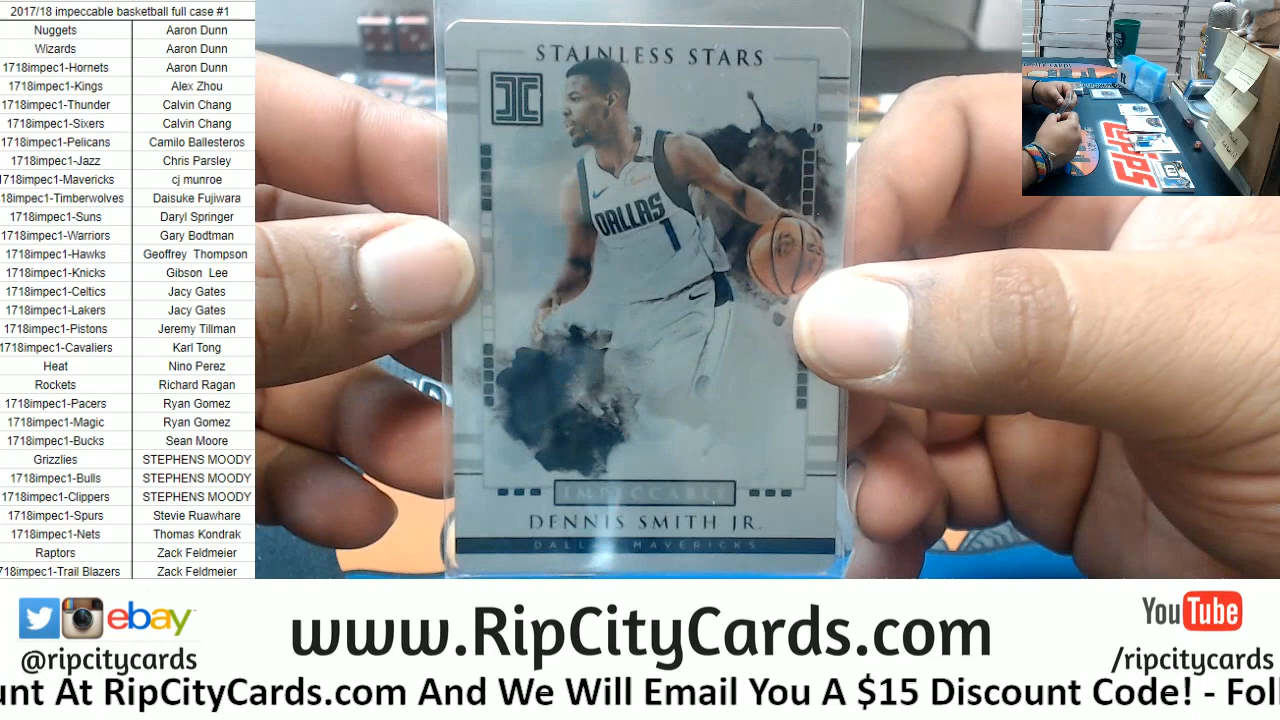 2017/18 impeccable basketball full case #1
Nuggets Aaron Dunn
Wizards Aaron Dunn
1718impec1-Hornets Aaron Dunn
1718impec1-Kings Alex Zhou
1718impec1-Thunder Calvin Chang
1718impec1-Sixers Calvin Chang
1718impec1-Pelicans Camilo Ballesteros
1718impec1-Jazz Chris Parsley
1718impec1-Mavericks cj munroe
18impec1-Timberwolves Daisuke Fujiwara
1718impec1-Suns Daryl Springer
1718impec1-Warriors Gary Bodtman
1718impec1-Hawks Geoffrey Thompson
1718impec1-Knicks Gibson Lee
1718impec1-Celtics Jacy Gates
1718impec1-Lakers Jacy Gates
1718impec1-Pistons Jeremy Tillman
1718impec1-Cavaliers Karl Tong
Heat Nino Perez
Rockets Richard Ragan
1718impec1-Pacers Ryan Gomez
1718impec1-Magic Ryan Gomez
1718impec1-Bucks Sean Moore
Grizzlies STEPHENS MOODY
1718impec1-Bulls STEPHENS MOODY
1718impec1-Clippers STEPHENS MOODY
1718impec1-Spurs Stevie Ruawhare
1718impec1-Nets Thomas Kondrak
Raptors Zack Feldmeier
718impec1-Trail Blazers Zack Feldmeier
STAINLESS STARS
DALLAS
1
IMPECCABLE
DENNIS SMITH JR.
DALLAS MAVERICKS
ebay
@ripcitycards
www.RipCityCards.com
YouTube
/ripcitycards
unt At RipCityCards.com And We Will Email You A $15 Discount Code! - Foll